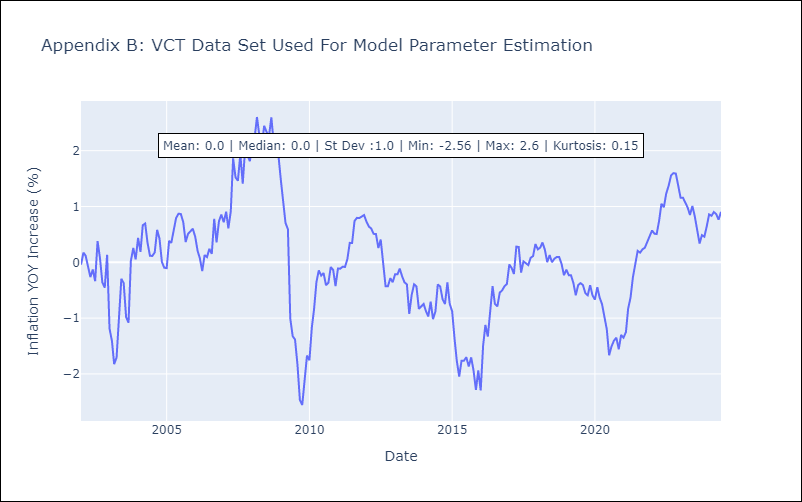 Appendix B: VCT Data Set Used For Model Parameter Estimation
Mean: 0.0 | Median: 0.0 | St Dev :1.0 | Min: -2.56 | Max: 2.6 | Kurtosis: 0.15
Inflation YOY Increase (%)
2
1
0
−1
−2
2005
2010
2015
2020
Date